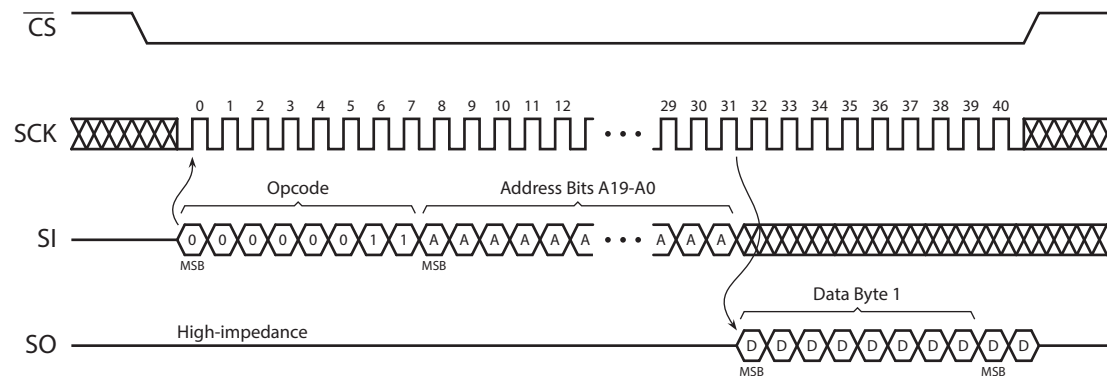 CS
0 1 2 3 4 5 6 7 8 9 10 11 12 29 30 31 32 33 34 35 36 37 38 39 40
SCK
Opcode Address Bits A19-A0
SI 0 0 0 0 0 0 1 1 A A A A A A A A A
MSB MSB
Data Byte 1
High-impedance
SO D D D D D D D D D D
MSB MSB